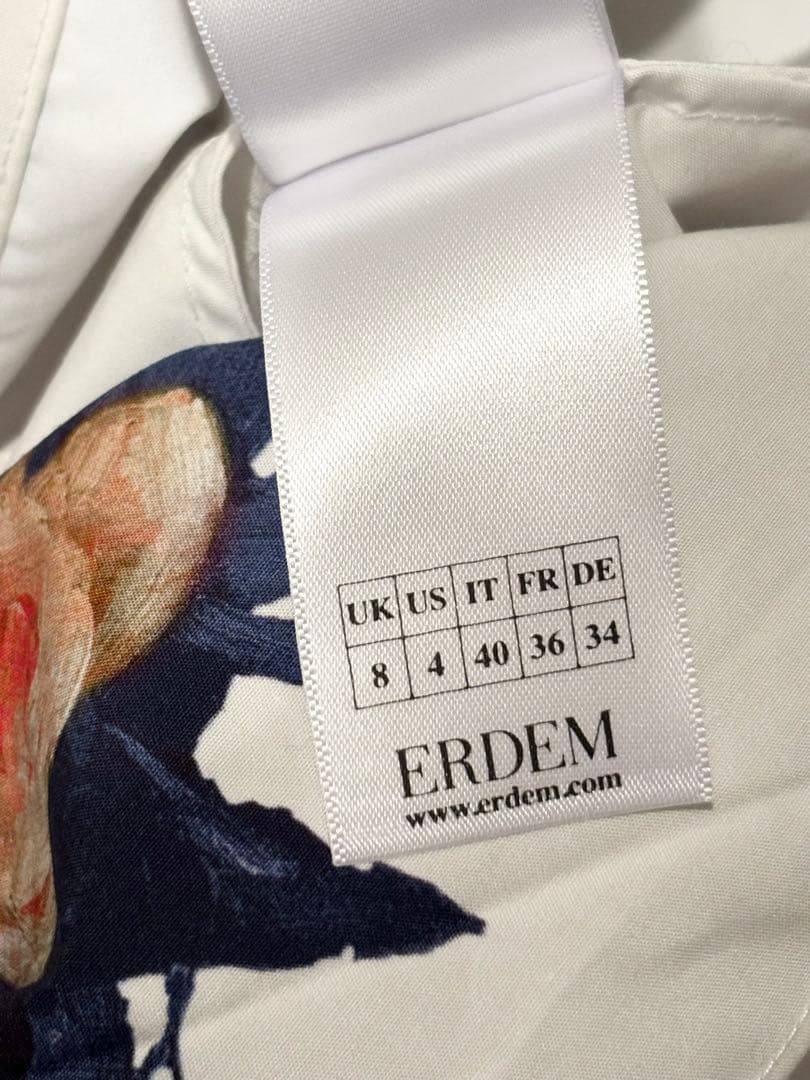 UK US IT FR DE
8 4 40 36 34
ERDEM
www.erdem.com